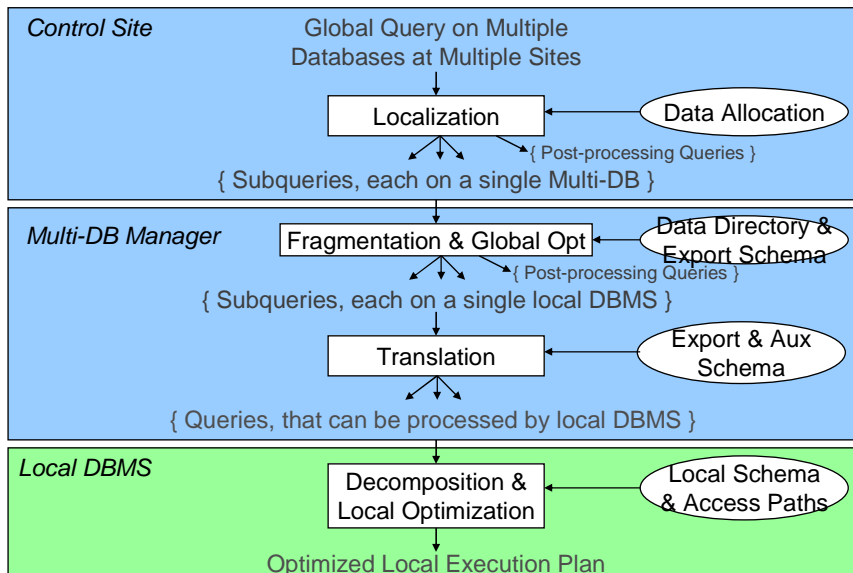 Control Site
Global Query on Multiple
Databases at Multiple Sites
Localization
Data Allocation
{ Post-processing Queries }
{ Subqueries, each on a single Multi-DB }
Multi-DB Manager
Fragmentation & Global Opt
Data Directory &
Export Schema
{ Post-processing Queries }
{ Subqueries, each on a single local DBMS }
Translation
Export & Aux
Schema
{ Queries, that can be processed by local DBMS }
Local DBMS
Decomposition &
Local Optimization
Local Schema
& Access Paths
Optimized Local Execution Plan